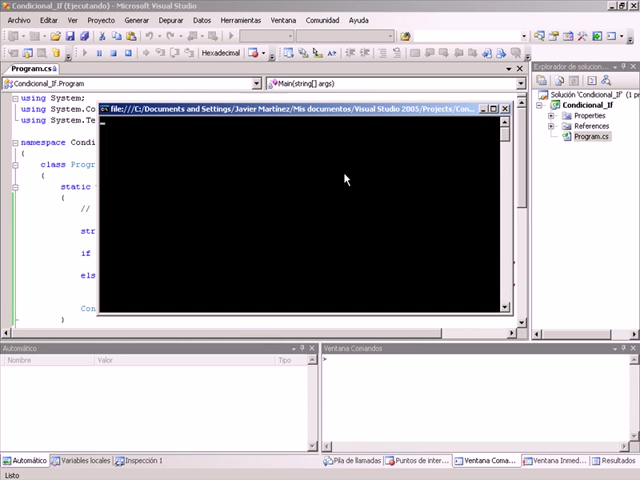 Condicional_If (Ejecutando) - Microsoft Visual Studio
Archivo Editar Ver Proyecto Generar Depurar Datos Herramientas Ventana Comunidad Ayuda
Hexadecimal
Program.cs
Condicional_If.Program
Main(string[] args)
using System;
using System.Co
using System.Te
namespace Condi
{
class Progr
{
static
{
//
str
if
else
Con
}
file:///C:/Documents and Settings/Javier Martínez/Mis documentos/Visual Studio 2005/Projects/Con...
Explorador de solucio...
Solución 'Condicional_If' (1 pr
Condicional_If
Properties
References
Program.cs
Automático
Nombre Valor Tipo
Ventana Comandos
>
Automático Variables locales Inspección 1
Pila de llamadas Puntos de inter... Ventana Coma... Ventana Inmed... Resultados
Listo